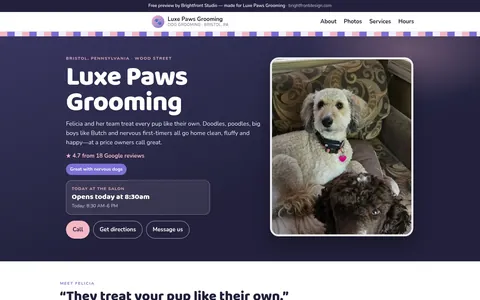 Free preview by Brightfront Studio — made for Luxe Paws Grooming · brightfrontdesign.com
Luxe Paws Grooming
DOG GROOMING · BRISTOL, PA
About
Photos
Services
Hours
BRISTOL, PENNSYLVANIA · WOOD STREET
Luxe Paws
Grooming
Felicia and her team treat every pup like their own. Doodles, poodles, big
boys like Butch and nervous first-timers all go home clean, fluffy and
happy—at a price owners call great.
★ 4.7 from 18 Google reviews
Great with nervous dogs
TODAY AT THE SALON
Opens today at 8:30am
Today: 8:30 AM–6 PM
Call
Get directions
Message us
MEET FELICIA
“They treat your pup like their own.”